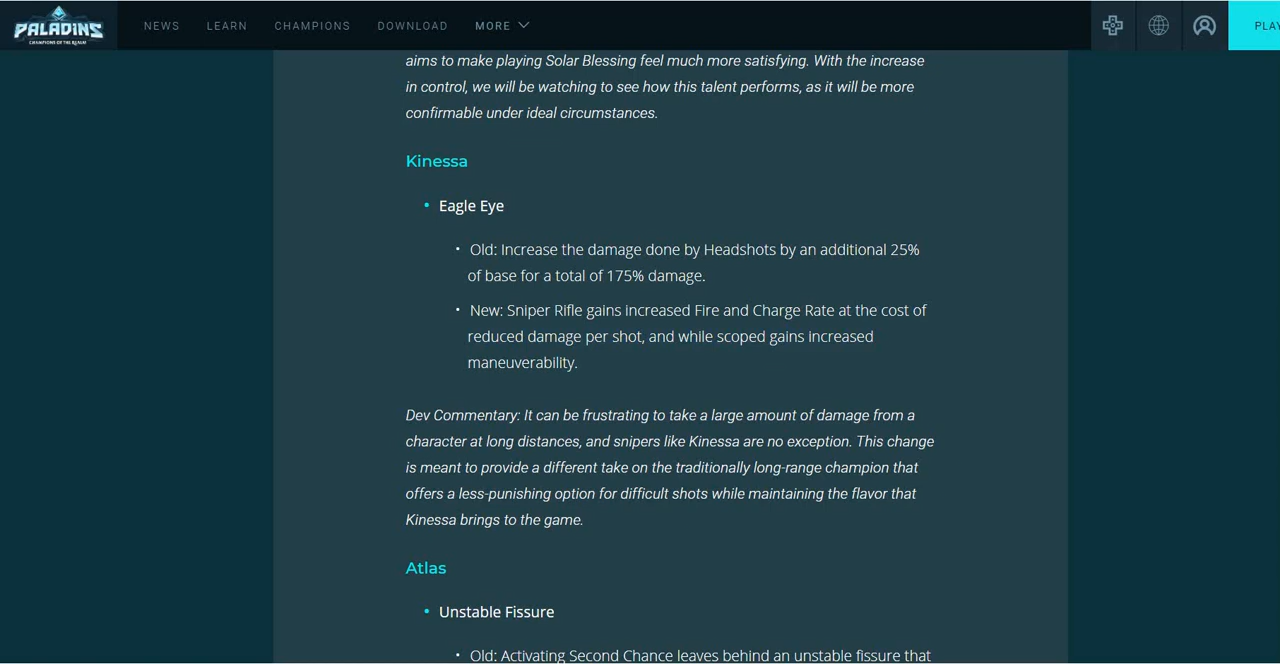 PALADINS
CHAMPIONS OF THE REALM
NEWS
LEARN
CHAMPIONS
DOWNLOAD
MORE
PLAY
aims to make playing Solar Blessing feel much more satisfying. With the increase
in control, we will be watching to see how this talent performs, as it will be more
confirmable under ideal circumstances.
Kinessa
• Eagle Eye
• Old: Increase the damage done by Headshots by an additional 25%
of base for a total of 175% damage.
• New: Sniper Rifle gains increased Fire and Charge Rate at the cost of
reduced damage per shot, and while scoped gains increased
maneuverability.
Dev Commentary: It can be frustrating to take a large amount of damage from a
character at long distances, and snipers like Kinessa are no exception. This change
is meant to provide a different take on the traditionally long-range champion that
offers a less-punishing option for difficult shots while maintaining the flavor that
Kinessa brings to the game.
Atlas
• Unstable Fissure
• Old: Activating Second Chance leaves behind an unstable fissure that